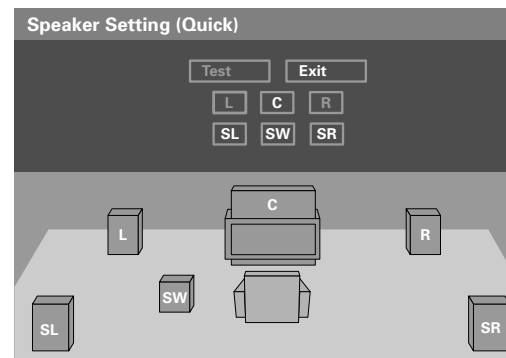 Speaker Setting (Quick)
Test Exit
L C R
SL SW SR
C
L R
SW
SL SR